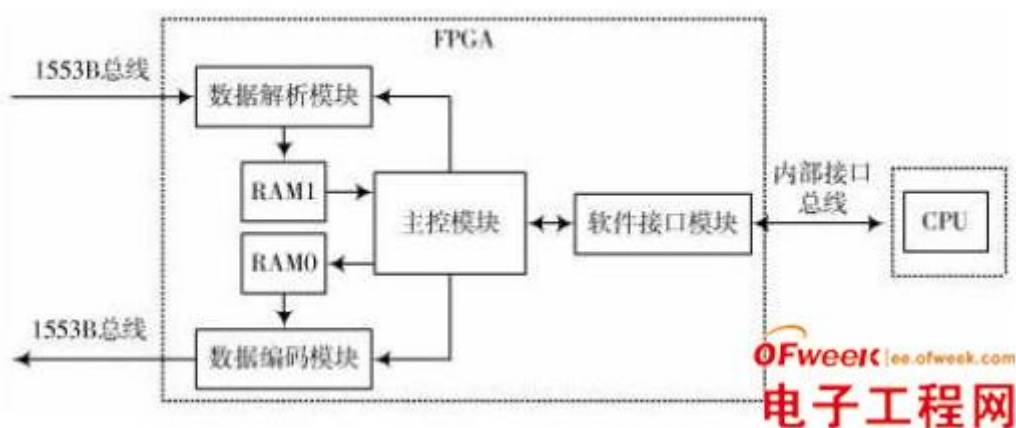 FPGA
1553B总线
数据解析模块
RAM1
主控模块
软件接口模块
内部接口
总线
CPU
RAM0
1553B总线
数据编码模块
OFweek | ee.ofweek.com
电子工程网